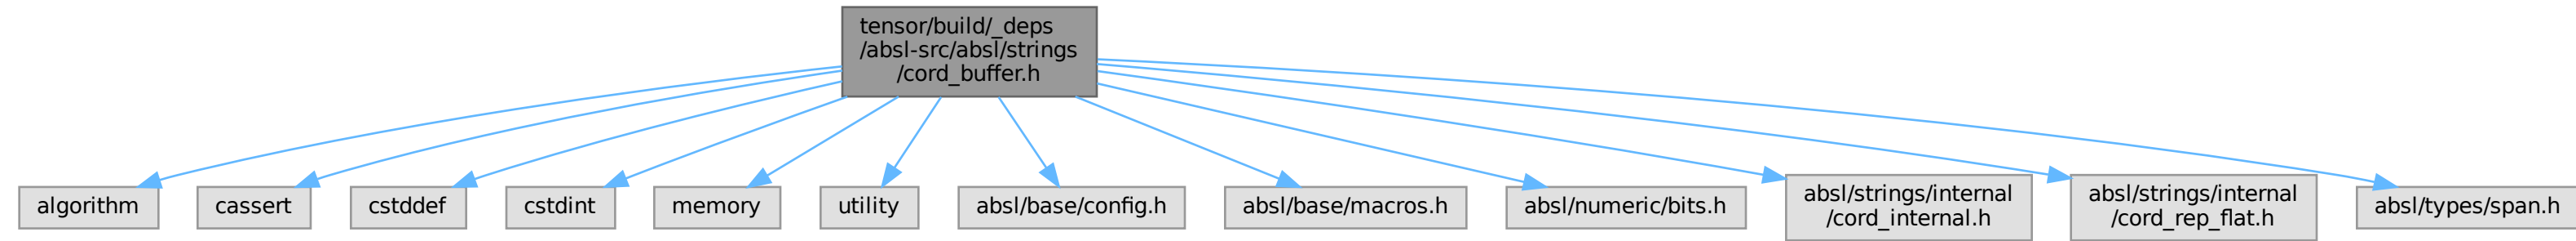 tensor/build/_deps
/absl-src/absl/strings
/cord_buffer.h
algorithm
cassert
cstddef
cstdint
memory
utility
absl/base/config.h
absl/base/macros.h
absl/numeric/bits.h
absl/strings/internal
/cord_internal.h
absl/strings/internal
/cord_rep_flat.h
absl/types/span.h